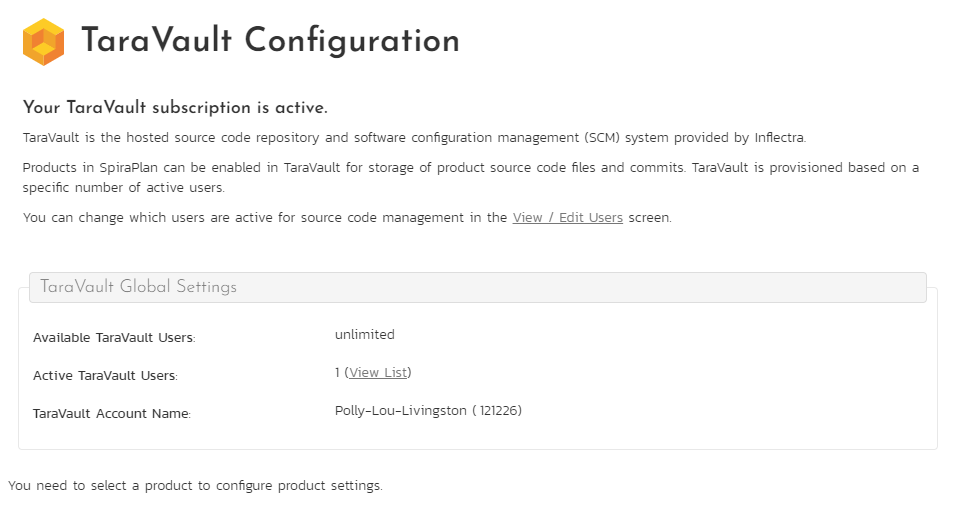 TaraVault Configuration
Your TaraVault subscription is active.
TaraVault is the hosted source code repository and software configuration management (SCM) system provided by Inflectra.
Products in SpiraPlan can be enabled in TaraVault for storage of product source code files and commits. TaraVault is provisioned based on a
specific number of active users.
You can change which users are active for source code management in the View / Edit Users screen.
TaraVault Global Settings
Available TaraVault Users: unlimited
Active TaraVault Users: 1 (View List)
TaraVault Account Name: Polly-Lou-Livingston ( 121226)
You need to select a product to configure product settings.